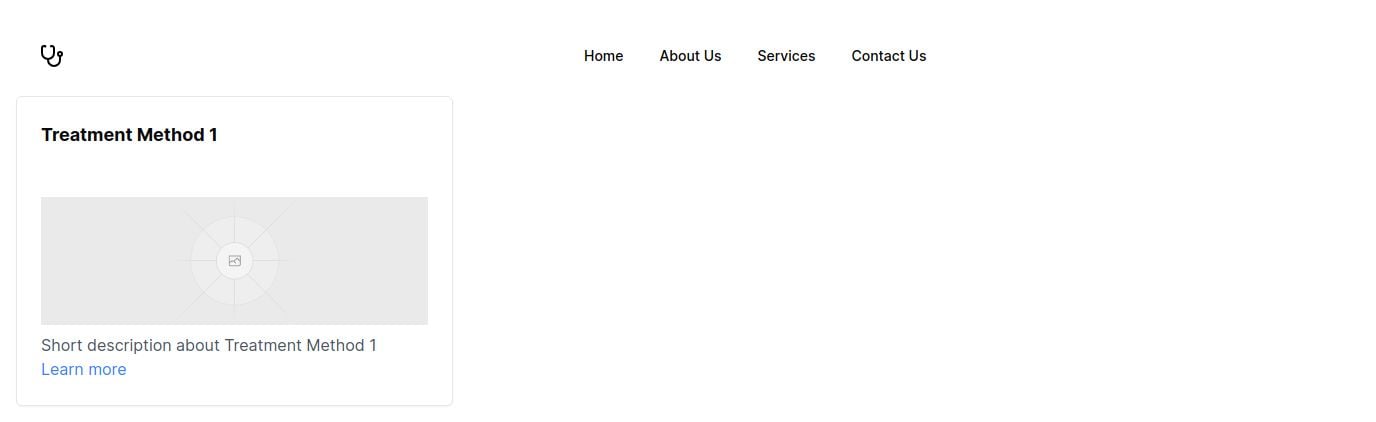 Home About Us Services Contact Us
Treatment Method 1
Short description about Treatment Method 1
Learn more